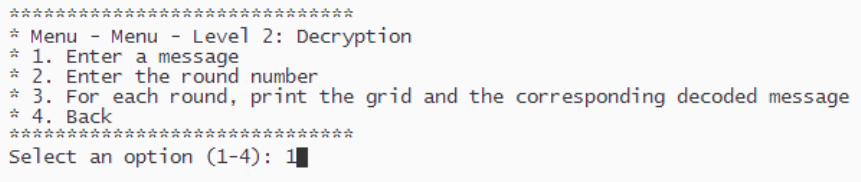 ******************************
* Menu - Menu - Level 2: Decryption
* 1. Enter a message
* 2. Enter the round number
* 3. For each round, print the grid and the corresponding decoded message
* 4. Back
******************************
Select an option (1-4): 1